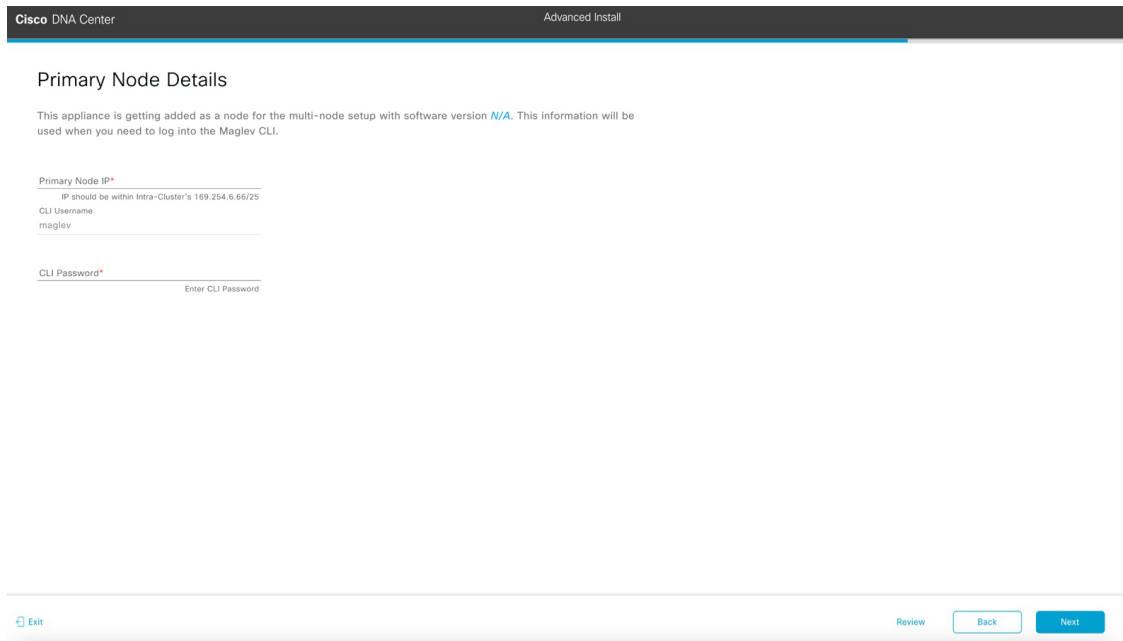 Cisco DNA Center
Advanced Install
Primary Node Details
This appliance is getting added as a node for the multi-node setup with software version N/A. This information will be
used when you need to log into the Maglev CLI.
Primary Node IP*
IP should be within Intra-Cluster's 169.254.6.66/25
CLI Username
maglev
CLI Password*
Enter CLI Password
Exit
Review
Back
Next